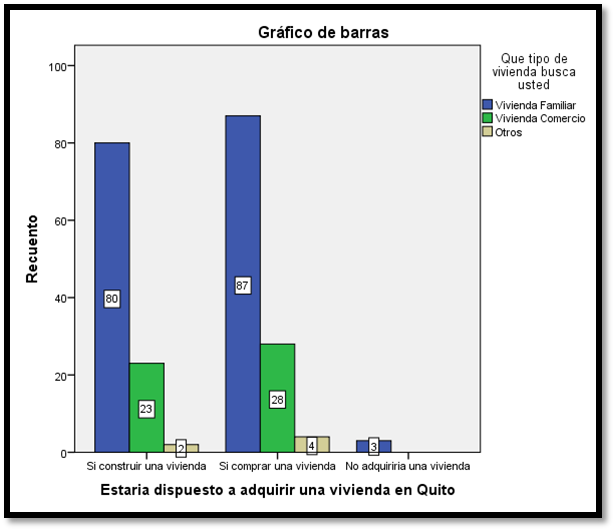 Gráfico de barras
Que tipo de
vivienda busca
usted
Vivienda Familiar
Vivienda Comercio
Otros
Recuento
100
80
60
40
20
0
80
23
2
87
28
4
3
Si construir una vivienda
Si comprar una vivienda
No adquiriria una vivienda
Estaria dispuesto a adquirir una vivienda en Quito